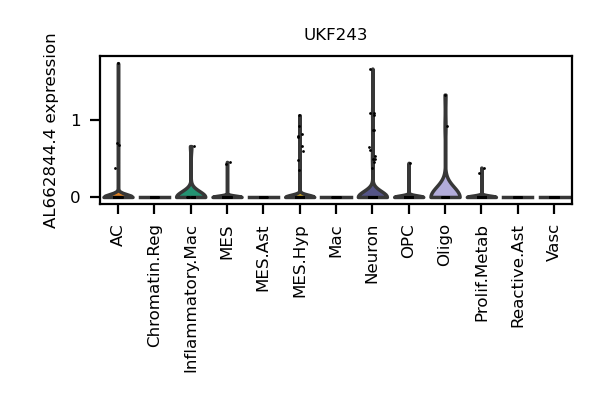 UKF243
AL662844.4 expression
1
0
AC
Chromatin.Reg
Inflammatory.Mac
MES
MES.Ast
MES.Hyp
Mac
Neuron
OPC
Oligo
Prolif.Metab
Reactive.Ast
Vasc